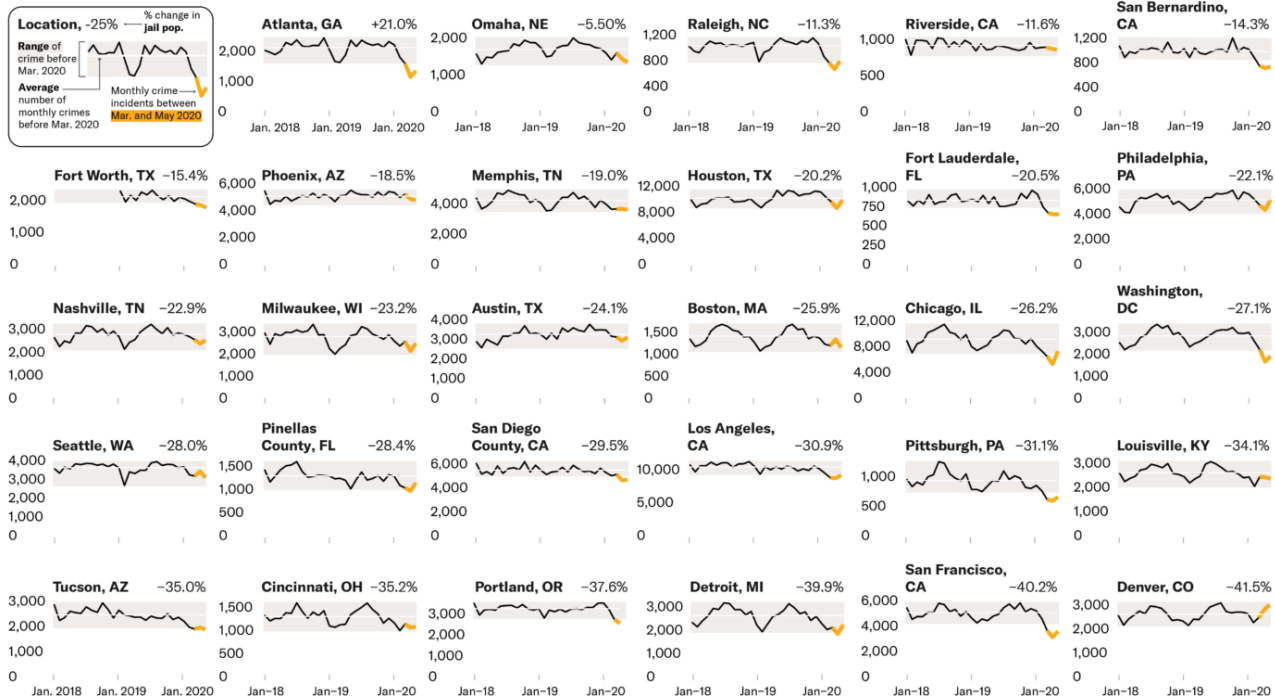 Location, -25%
% change in
jail pop.
Range of
crime before
Mar. 2020
Average
number of
monthly crimes
before Mar. 2020
Monthly crime
incidents between
Mar. and May 2020
Atlanta, GA +21.0%
2,000
1,000
0
Jan. 2018 Jan. 2019 Jan. 2020
Omaha, NE −5.50%
2,000
1,000
0
Jan–18 Jan–19 Jan–20
Raleigh, NC −11.3%
1,200
800
400
0
Jan–18 Jan–19 Jan–20
Riverside, CA −11.6%
1,000
500
0
Jan–18 Jan–19 Jan–20
San Bernardino,
CA −14.3%
1,200
800
400
0
Jan–18 Jan–19 Jan–20
Fort Worth, TX −15.4%
2,000
1,000
0
Phoenix, AZ −18.5%
6,000
4,000
2,000
0
Memphis, TN −19.0%
4,000
2,000
0
Houston, TX −20.2%
12,000
8,000
4,000
0
Fort Lauderdale,
FL −20.5%
1,000
750
500
250
0
Philadelphia,
PA −22.1%
6,000
4,000
2,000
0
Nashville, TN −22.9%
3,000
2,000
1,000
0
Milwaukee, WI −23.2%
3,000
2,000
1,000
0
Austin, TX −24.1%
4,000
3,000
2,000
1,000
0
Boston, MA −25.9%
1,500
1,000
500
0
Chicago, IL −26.2%
12,000
8,000
4,000
0
Washington,
DC −27.1%
3,000
2,000
1,000
0
Seattle, WA −28.0%
4,000
3,000
2,000
1,000
0
Pinellas
County, FL −28.4%
1,500
1,000
500
0
San Diego
County, CA −29.5%
6,000
4,000
2,000
0
Los Angeles,
CA −30.9%
10,000
5,000
0
Pittsburgh, PA −31.1%
1,000
500
0
Louisville, KY −34.1%
3,000
2,000
1,000
0
Tucson, AZ −35.0%
3,000
2,000
1,000
0
Jan. 2018 Jan. 2019 Jan. 2020
Cincinnati, OH −35.2%
1,500
1,000
500
0
Jan–18 Jan–19 Jan–20
Portland, OR −37.6%
3,000
2,000
1,000
0
Jan–18 Jan–19 Jan–20
Detroit, MI −39.9%
3,000
2,000
1,000
0
Jan–18 Jan–19 Jan–20
San Francisco,
CA −40.2%
6,000
4,000
2,000
0
Jan–18 Jan–19 Jan–20
Denver, CO −41.5%
3,000
2,000
1,000
0
Jan–18 Jan–19 Jan–20